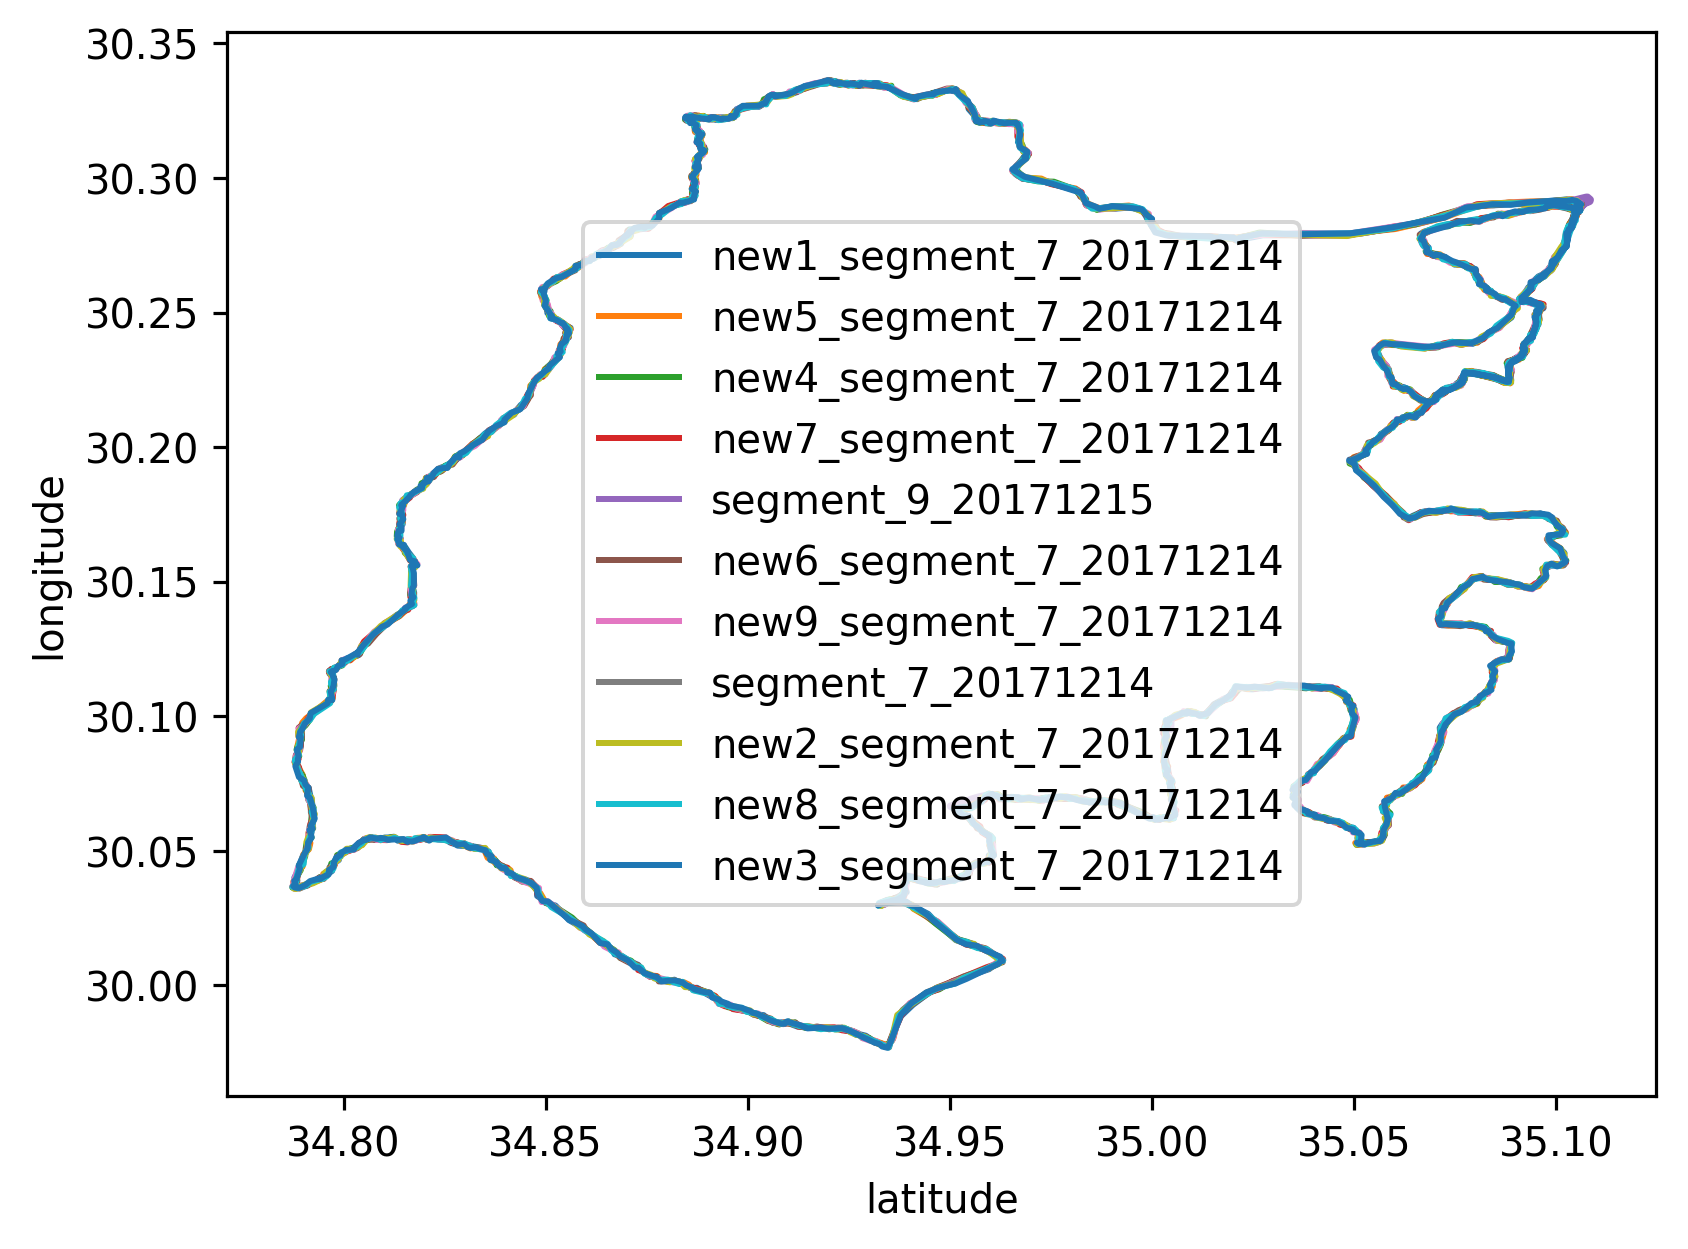 30.35
30.30
30.25
30.20
30.15
30.10
30.05
30.00
longitude
new1_segment_7_20171214
new5_segment_7_20171214
new4_segment_7_20171214
new7_segment_7_20171214
segment_9_20171215
new6_segment_7_20171214
new9_segment_7_20171214
segment_7_20171214
new2_segment_7_20171214
new8_segment_7_20171214
new3_segment_7_20171214
34.80 34.85 34.90 34.95 35.00 35.05 35.10
latitude